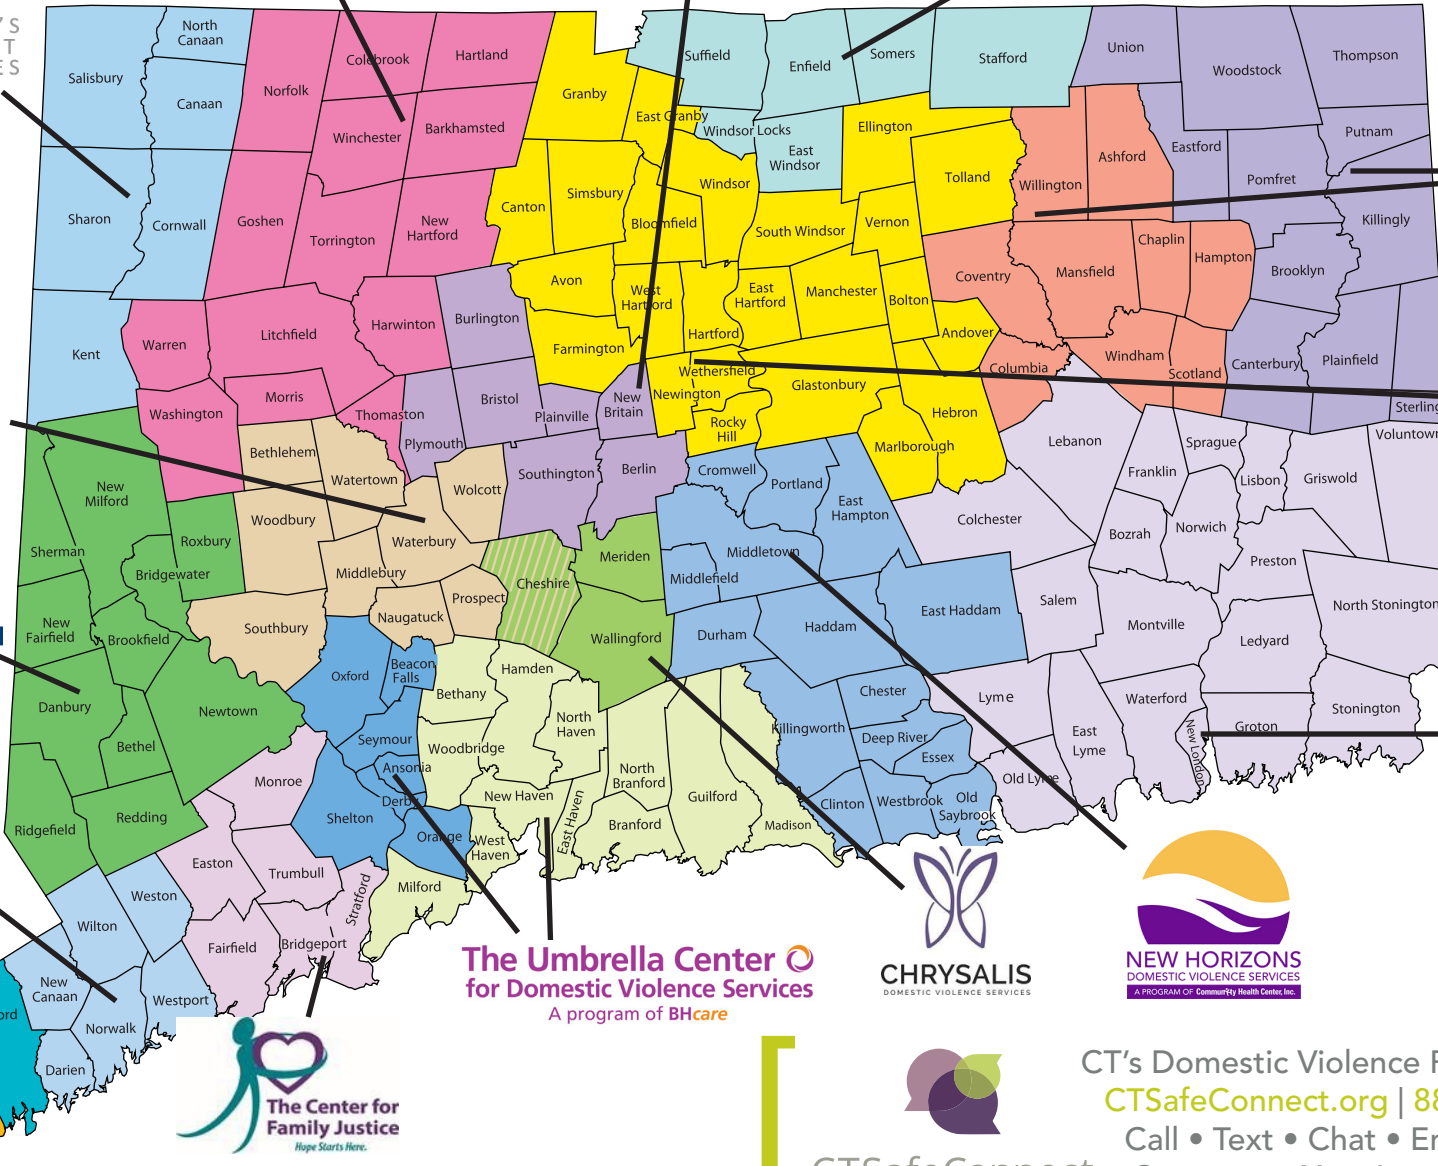 'S
T
ES
North
Canaan
Salisbury
Canaan
Norfolk
Colebrook
Hartland
Winchester
Barkhamsted
Granby
East Granby
Suffield
Enfield
Somers
Stafford
Union
Woodstock
Thompson
Windsor Locks
East
Windsor
Ellington
Tolland
Willington
Ashford
Eastford
Pomfret
Putnam
Killingly
Sharon
Cornwall
Goshen
Torrington
New
Hartford
Canton
Simsbury
Windsor
Bloomfield
South Windsor
Vernon
Coventry
Mansfield
Chaplin
Hampton
Brooklyn
Kent
Warren
Litchfield
Harwinton
Burlington
Avon
Farmington
West
Hartford
Hartford
East
Hartford
Manchester
Bolton
Andover
Columbia
Windham
Scotland
Canterbury
Plainfield
Sterling
Washington
Morris
Thomaston
Plymouth
Bristol
Plainville
New
Britain
Newington
Wethersfield
Rocky
Hill
Glastonbury
Hebron
Marlborough
Lebanon
Franklin
Sprague
Lisbon
Griswold
Voluntown
Bethlehem
Watertown
Wolcott
Southington
Berlin
Cromwell
Portland
East
Hampton
Colchester
Bozrah
Norwich
Preston
New
Milford
Sherman
Roxbury
Bridgewater
Woodbury
Waterbury
Middlebury
Naugatuck
Prospect
Cheshire
Meriden
Wallingford
Middletown
Middlefield
Durham
Haddam
East Haddam
Salem
Montville
Ledyard
North Stonington
New
Fairfield
Brookfield
Southbury
Oxford
Beacon
Falls
Bethany
Hamden
Danbury
Bethel
Newtown
Seymour
Woodbridge
North
Haven
North
Branford
Guilford
Killingworth
Chester
Deep River
Essex
Lyme
East
Lyme
Waterford
New London
Groton
Stonington
Old Lyme
Ridgefield
Redding
Monroe
Shelton
Ansonia
Derby
Orange
New Haven
West
Haven
East Haven
Branford
Madison
Clinton
Westbrook
Old
Saybrook
Easton
Trumbull
Stratford
Milford
Weston
Wilton
Fairfield
Bridgeport
New
Canaan
Westport
Norwalk
Darien
ord
The Umbrella Center
for Domestic Violence Services
A program of BHcare
CHRYSALIS
DOMESTIC VIOLENCE SERVICES
NEW HORIZONS
DOMESTIC VIOLENCE SERVICES
A PROGRAM OF Community Health Center, Inc.
The Center for
Family Justice
Hope Starts Here.
CT's Domestic Violence
CTSafeConnect.org | 88
Call • Text • Chat • Em
CTSafeConnect